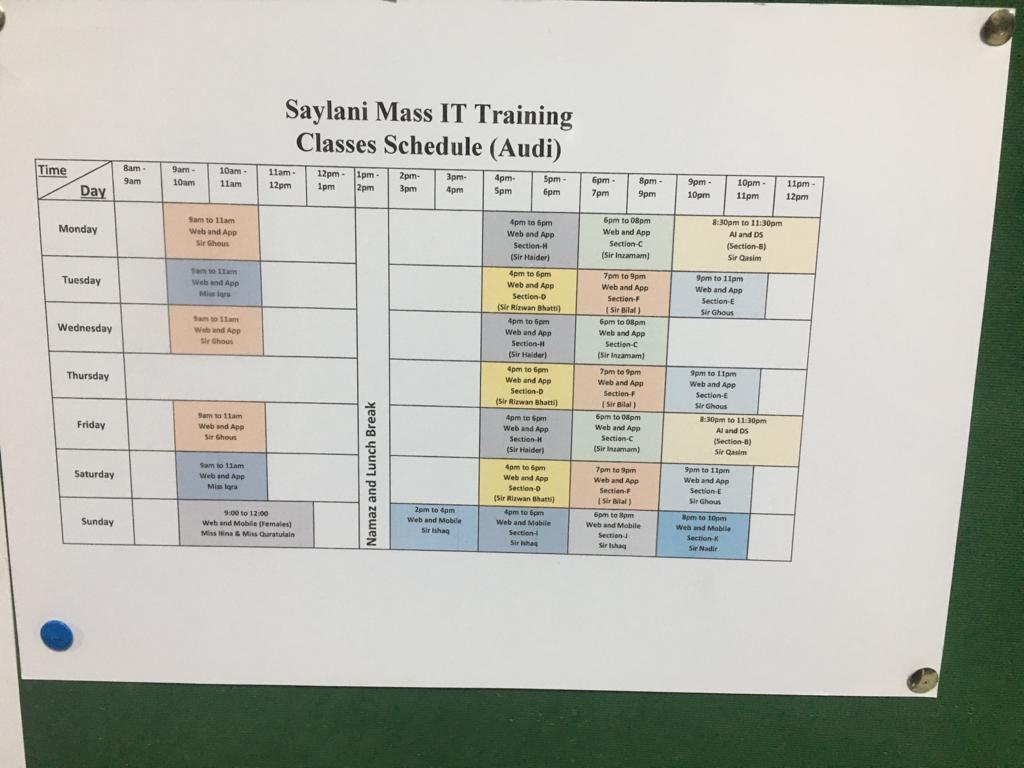 Saylani Mass IT Training
Classes Schedule (Audi)
Time
Day
8am - 9am
9am - 10am
10am - 11am
11am - 12pm
12pm - 1pm
1pm - 2pm
2pm- 3pm
3pm- 4pm
4pm- 5pm
5pm - 6pm
6pm - 7pm
8pm - 9pm
9pm - 10pm
10pm - 11pm
11pm - 12pm
Monday
9am to 11am
Web and App
Sir Ghous
4pm to 6pm
Web and App
Section-H
(Sir Haider)
6pm to 08pm
Web and App
Section-C
(Sir Inzamam)
8:30pm to 11:30pm
AI and DS
(Section-B)
Sir Qasim
Tuesday
9am to 11am
Web and App
Miss Iqra
4pm to 6pm
Web and App
Section-D
(Sir Rizwan Bhatti)
7pm to 9pm
Web and App
Section-F
( Sir Bilal )
9pm to 11pm
Web and App
Section-E
Sir Ghous
Wednesday
9am to 11am
Web and App
Sir Ghous
4pm to 6pm
Web and App
Section-H
(Sir Haider)
6pm to 08pm
Web and App
Section-C
(Sir Inzamam)
Thursday
4pm to 6pm
Web and App
Section-D
(Sir Rizwan Bhatti)
7pm to 9pm
Web and App
Section-F
( Sir Bilal )
9pm to 11pm
Web and App
Section-E
Sir Ghous
Friday
9am to 11am
Web and App
Sir Ghous
4pm to 6pm
Web and App
Section-H
(Sir Haider)
6pm to 08pm
Web and App
Section-C
(Sir Inzamam)
8:30pm to 11:30pm
AI and DS
(Section-B)
Sir Qasim
Saturday
9am to 11am
Web and App
Miss Iqra
4pm to 6pm
Web and App
Section-D
(Sir Rizwan Bhatti)
7pm to 9pm
Web and App
Section-F
( Sir Bilal )
9pm to 11pm
Web and App
Section-E
Sir Ghous
Sunday
9:00 to 12:00
Web and Mobile (Females)
Miss Hina & Miss Quratulain
Namaz and Lunch Break
2pm to 4pm
Web and Mobile
Sir Ishaq
4pm to 6pm
Web and Mobile
Section-I
Sir Ishaq
6pm to 8pm
Web and Mobile
Section-J
Sir Ishaq
8pm to 10pm
Web and Mobile
Section-K
Sir Nadir